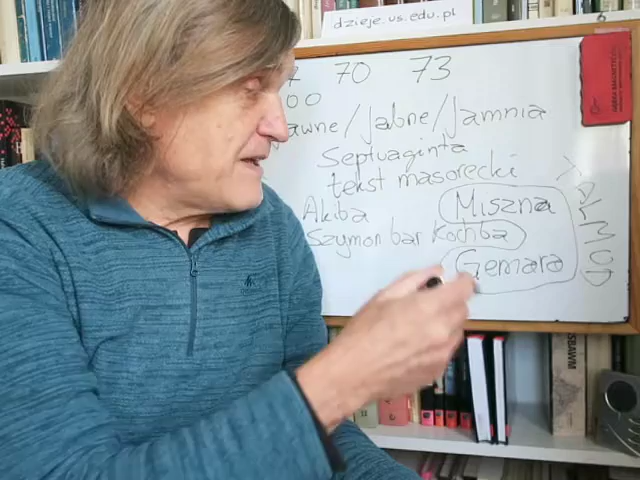 dzieje.us.edu.pl
70 73
00
awne/Jabne/Jamnia
Septuaginta
tekst masorecki
Akiba
Miszna
Szymon bar Kochba
Gemara
TALMUD